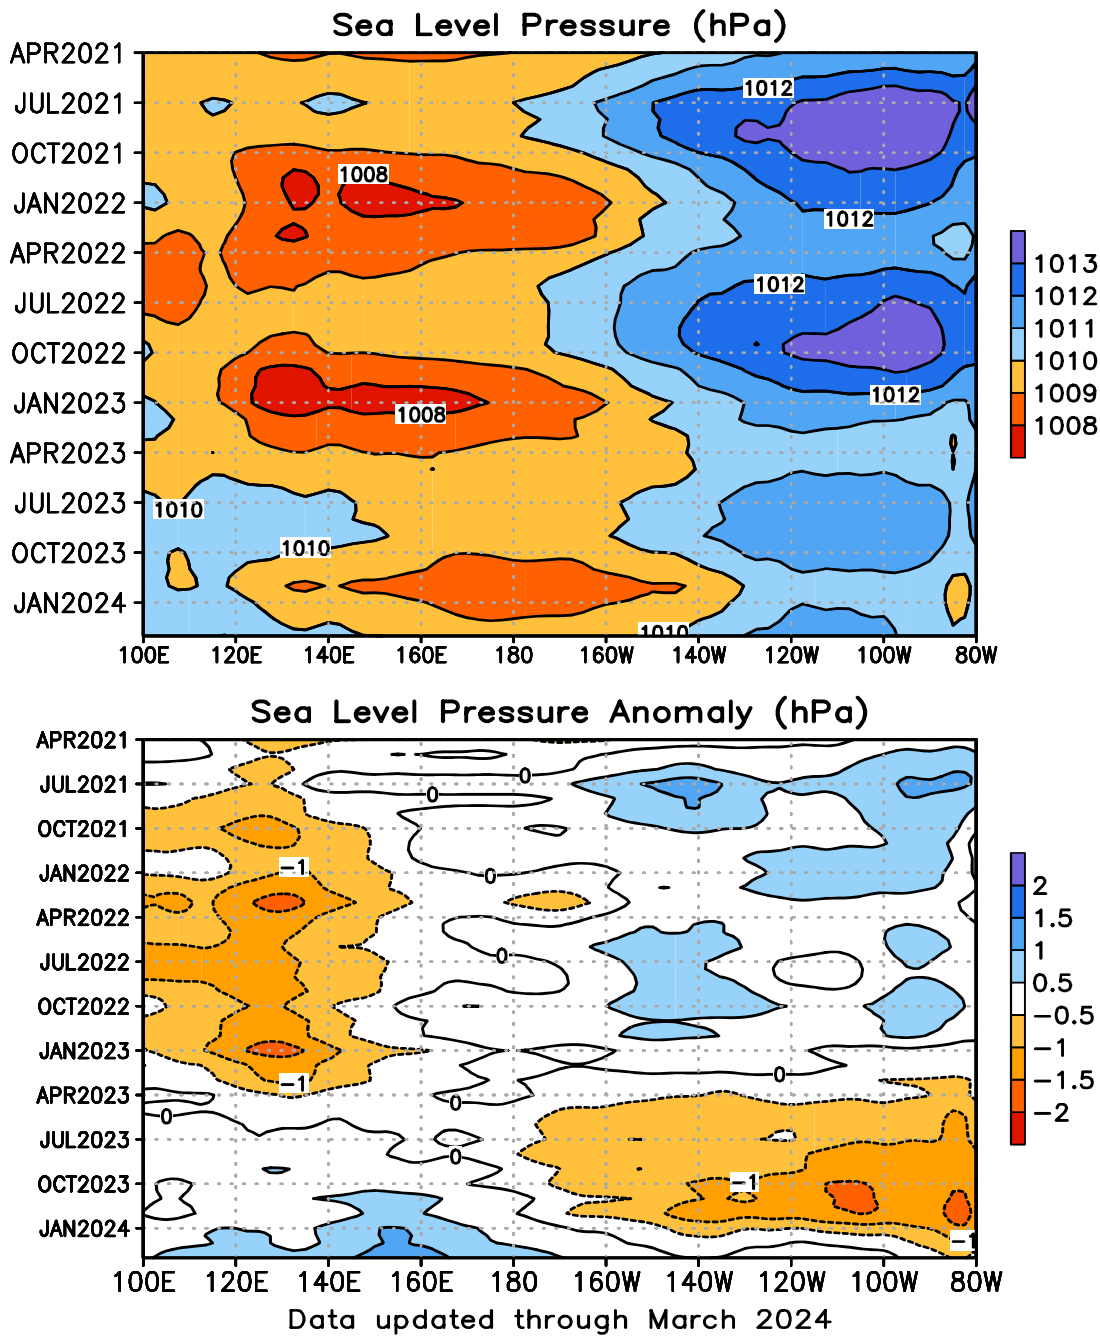 Sea Level Pressure (hPa)
APR2021
JUL2021
OCT2021
JAN2022
APR2022
JUL2022
OCT2022
JAN2023
APR2023
JUL2023
OCT2023
JAN2024
1012
1008
1012
1012
1012
1008
1010
1010
1010
1013
1012
1011
1010
1009
1008
100E 120E 140E 160E 180 160W 140W 120W 100W 80W
Sea Level Pressure Anomaly (hPa)
APR2021
JUL2021
OCT2021
JAN2022
APR2022
JUL2022
OCT2022
JAN2023
APR2023
JUL2023
OCT2023
JAN2024
0
0
−1
0
0
−1
0
0
0
0
−1
−1
2
1.5
1
0.5
−0.5
−1
−1.5
−2
100E 120E 140E 160E 180 160W 140W 120W 100W 80W
Data updated through March 2024